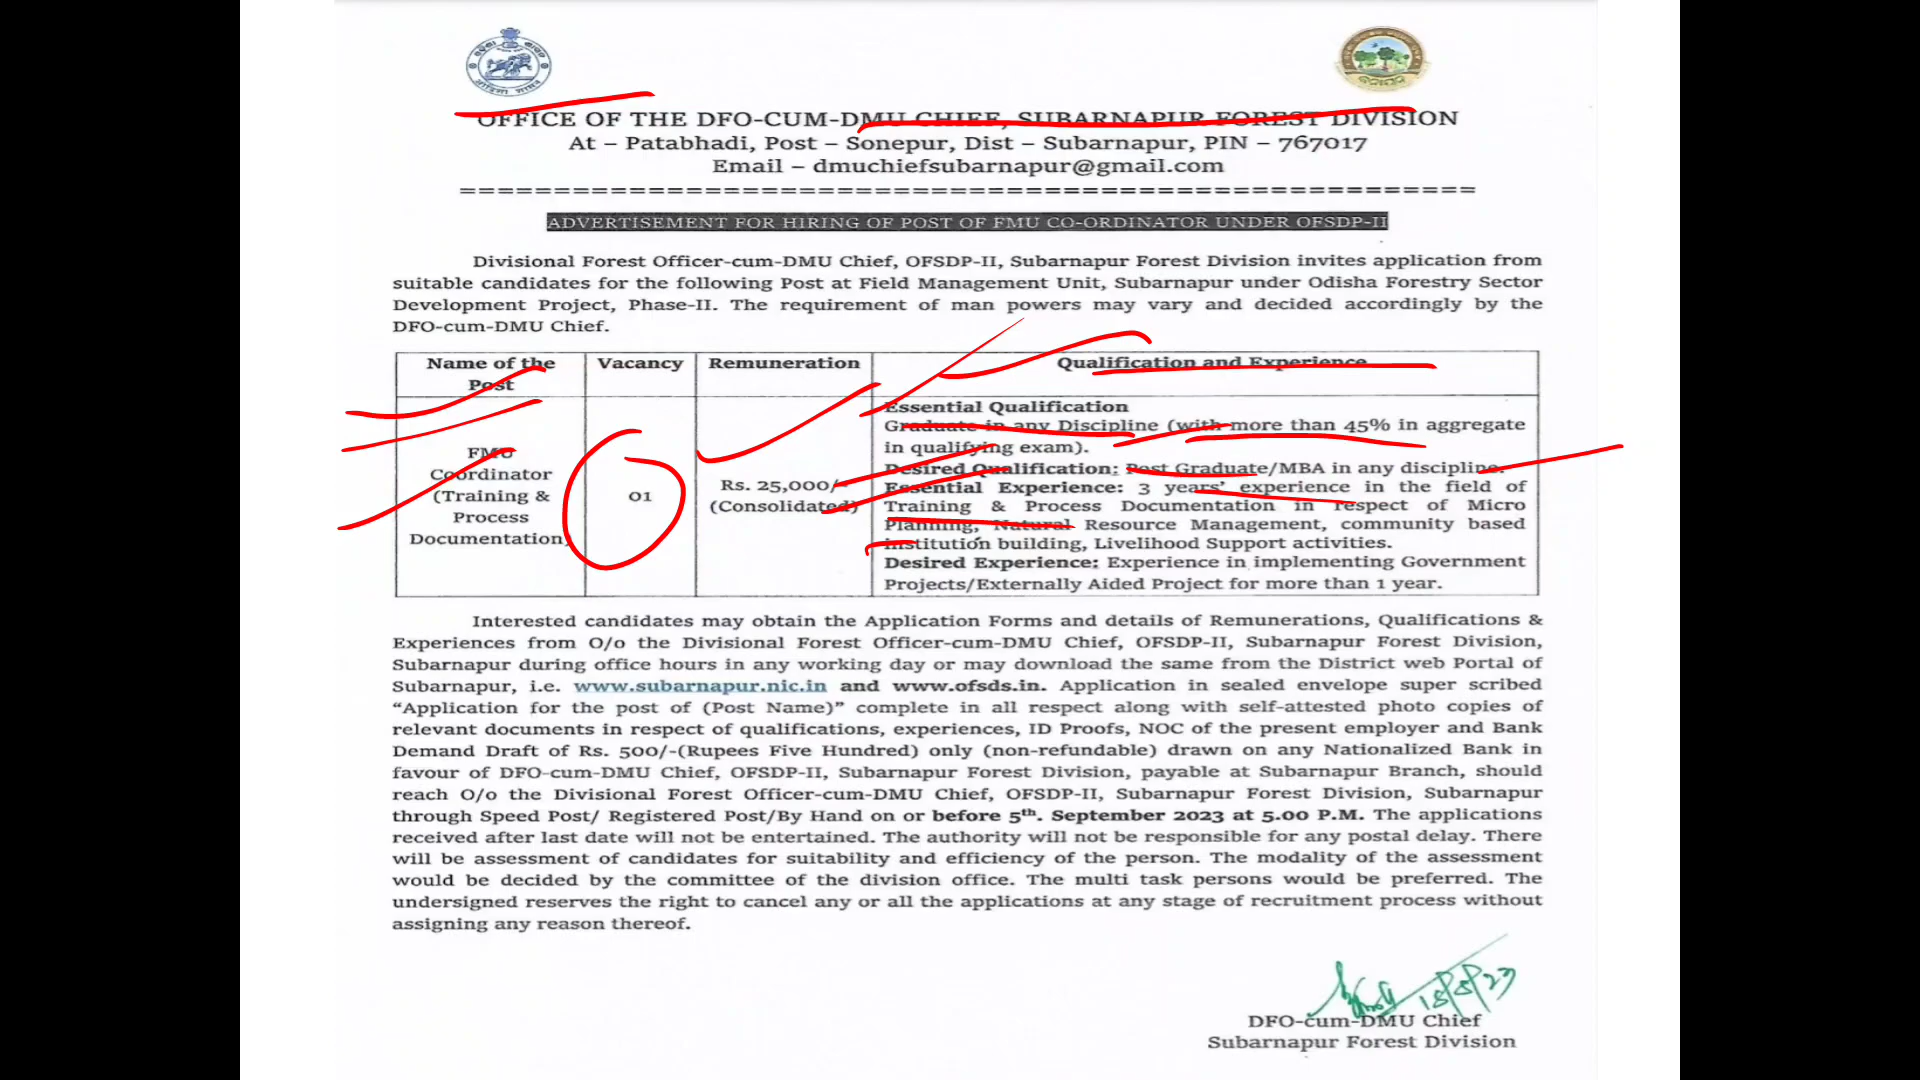 OFFICE OF THE DFO-CUM-DMU CHIEF, SUBARNAPUR FOREST DIVISION
At – Patabhadi, Post – Sonepur, Dist – Subarnapur, PIN – 767017
Email – dmuchiefsubarnapur@gmail.com
ADVERTISEMENT FOR HIRING OF POST OF FMU CO-ORDINATOR UNDER OFSDP-II
Divisional Forest Officer-cum-DMU Chief, OFSDP-II, Subarnapur Forest Division invites application from
suitable candidates for the following Post at Field Management Unit, Subarnapur under Odisha Forestry Sector
Development Project, Phase-II. The requirement of man powers may vary and decided accordingly by the
DFO-cum-DMU Chief.
Name of the
Post
Vacancy
Remuneration
Qualification and Experience
FMU
Coordinator
(Training &
Process
Documentation)
01
Rs. 25,000/-
(Consolidated)
Essential Qualification
Graduate in any Discipline (with more than 45% in aggregate
in qualifying exam).
Desired Qualification: Post Graduate/MBA in any discipline.
Essential Experience: 3 years' experience in the field of
Training & Process Documentation in respect of Micro
Planning, Natural Resource Management, community based
institution building, Livelihood Support activities.
Desired Experience: Experience in implementing Government
Projects/Externally Aided Project for more than 1 year.
Interested candidates may obtain the Application Forms and details of Remunerations, Qualifications &
Experiences from O/o the Divisional Forest Officer-cum-DMU Chief, OFSDP-II, Subarnapur Forest Division,
Subarnapur during office hours in any working day or may download the same from the District web Portal of
Subarnapur, i.e. www.subarnapur.nic.in and www.ofsds.in. Application in sealed envelope super scribed
"Application for the post of (Post Name)" complete in all respect along with self-attested photo copies of
relevant documents in respect of qualifications, experiences, ID Proofs, NOC of the present employer and Bank
Demand Draft of Rs. 500/-(Rupees Five Hundred) only (non-refundable) drawn on any Nationalized Bank in
favour of DFO-cum-DMU Chief, OFSDP-II, Subarnapur Forest Division, payable at Subarnapur Branch, should
reach O/o the Divisional Forest Officer-cum-DMU Chief, OFSDP-II, Subarnapur Forest Division, Subarnapur
through Speed Post/ Registered Post/By Hand on or before 5th. September 2023 at 5.00 P.M. The applications
received after last date will not be entertained. The authority will not be responsible for any postal delay. There
will be assessment of candidates for suitability and efficiency of the person. The modality of the assessment
would be decided by the committee of the division office. The multi task persons would be preferred. The
undersigned reserves the right to cancel any or all the applications at any stage of recruitment process without
assigning any reason thereof.
18/8/23
DFO-cum-DMU Chief
Subarnapur Forest Division